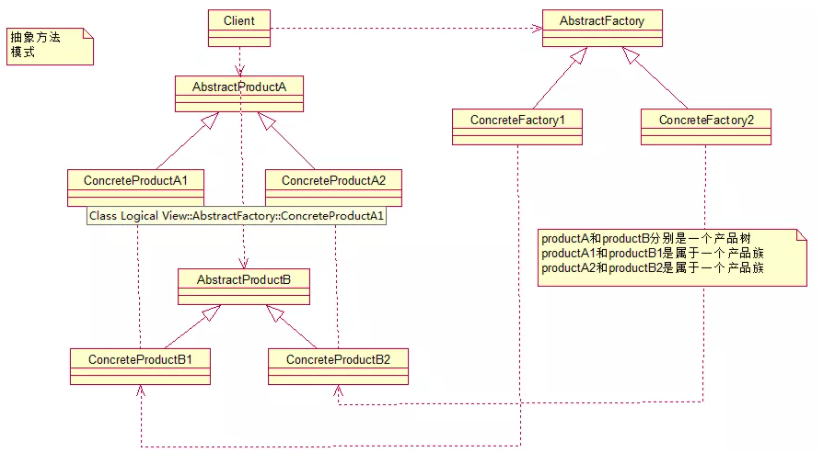 抽象方法
模式
Client
AbstractFactory
AbstractProductA
ConcreteFactory1
ConcreteFactory2
ConcreteProductA1
ConcreteProductA2
Class Logical View::AbstractFactory::ConcreteProductA1
productA和productB分别是一个产品树
productA1和productB1是属于一个产品族
productA2和productB2是属于一个产品族
AbstractProductB
ConcreteProductB1
ConcreteProductB2